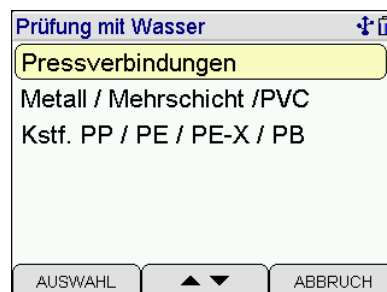 Prüfung mit Wasser
Pressverbindungen
Metall / Mehrschicht /PVC
Kstf. PP / PE / PE-X / PB
AUSWAHL ▲ ▼ ABBRUCH